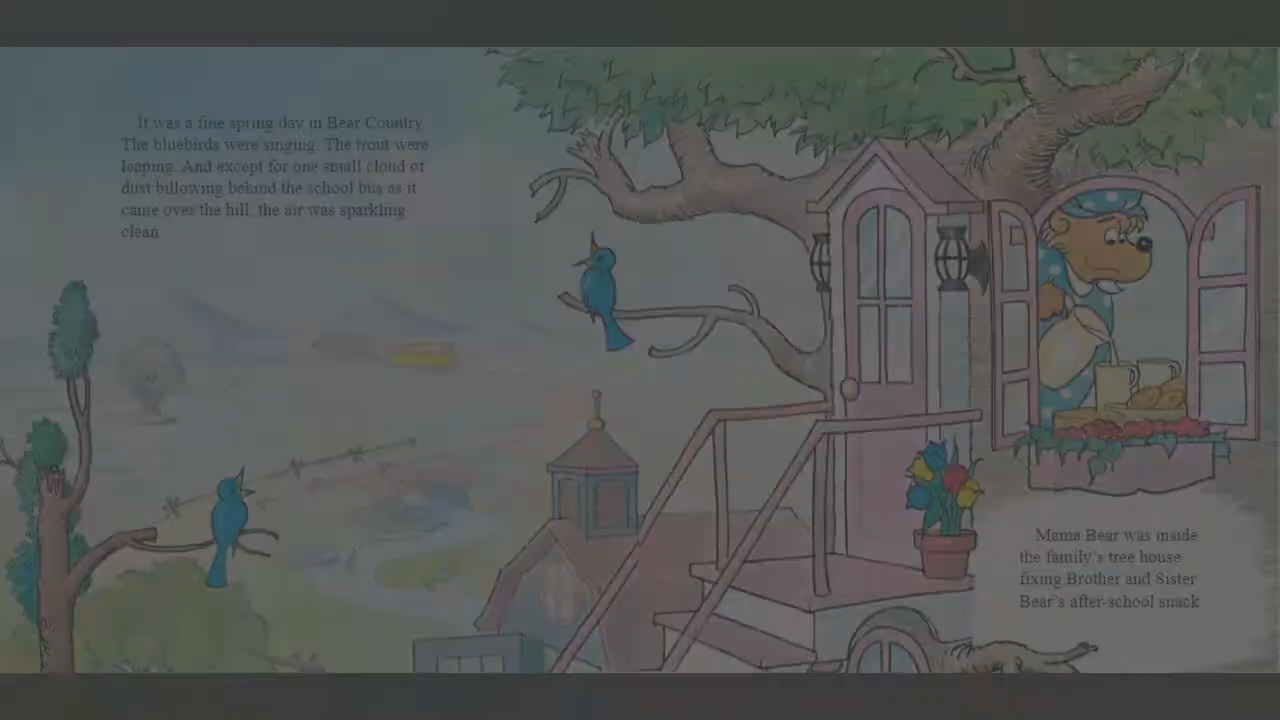 It was a fine spring day in Bear Country.
The bluebirds were singing. The trout were
leaping. And except for one small cloud of
dust billowing behind the school bus as it
came over the hill, the air was sparkling
clean.
Mama Bear was inside
the family's tree house
fixing Brother and Sister
Bear's after-school snack